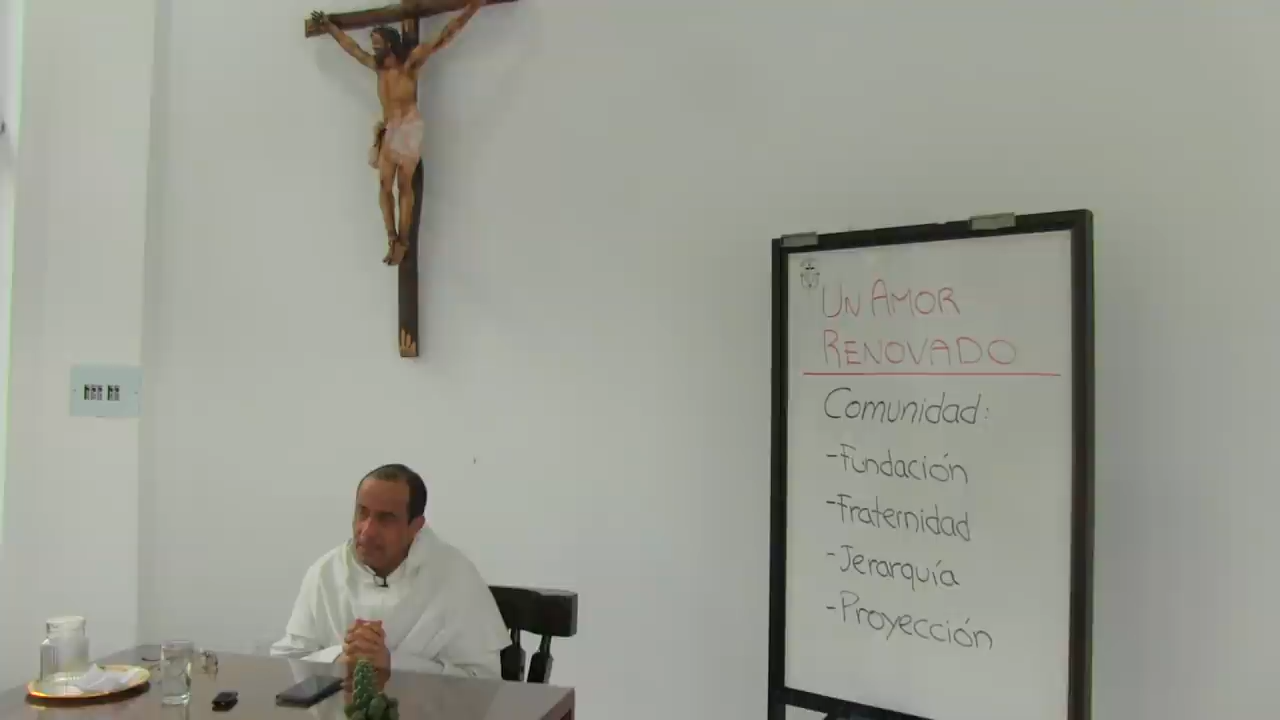 UN AMOR
RENOVADO
Comunidad:
-Fundación
-Fraternidad
-Jerarquía
-Proyección